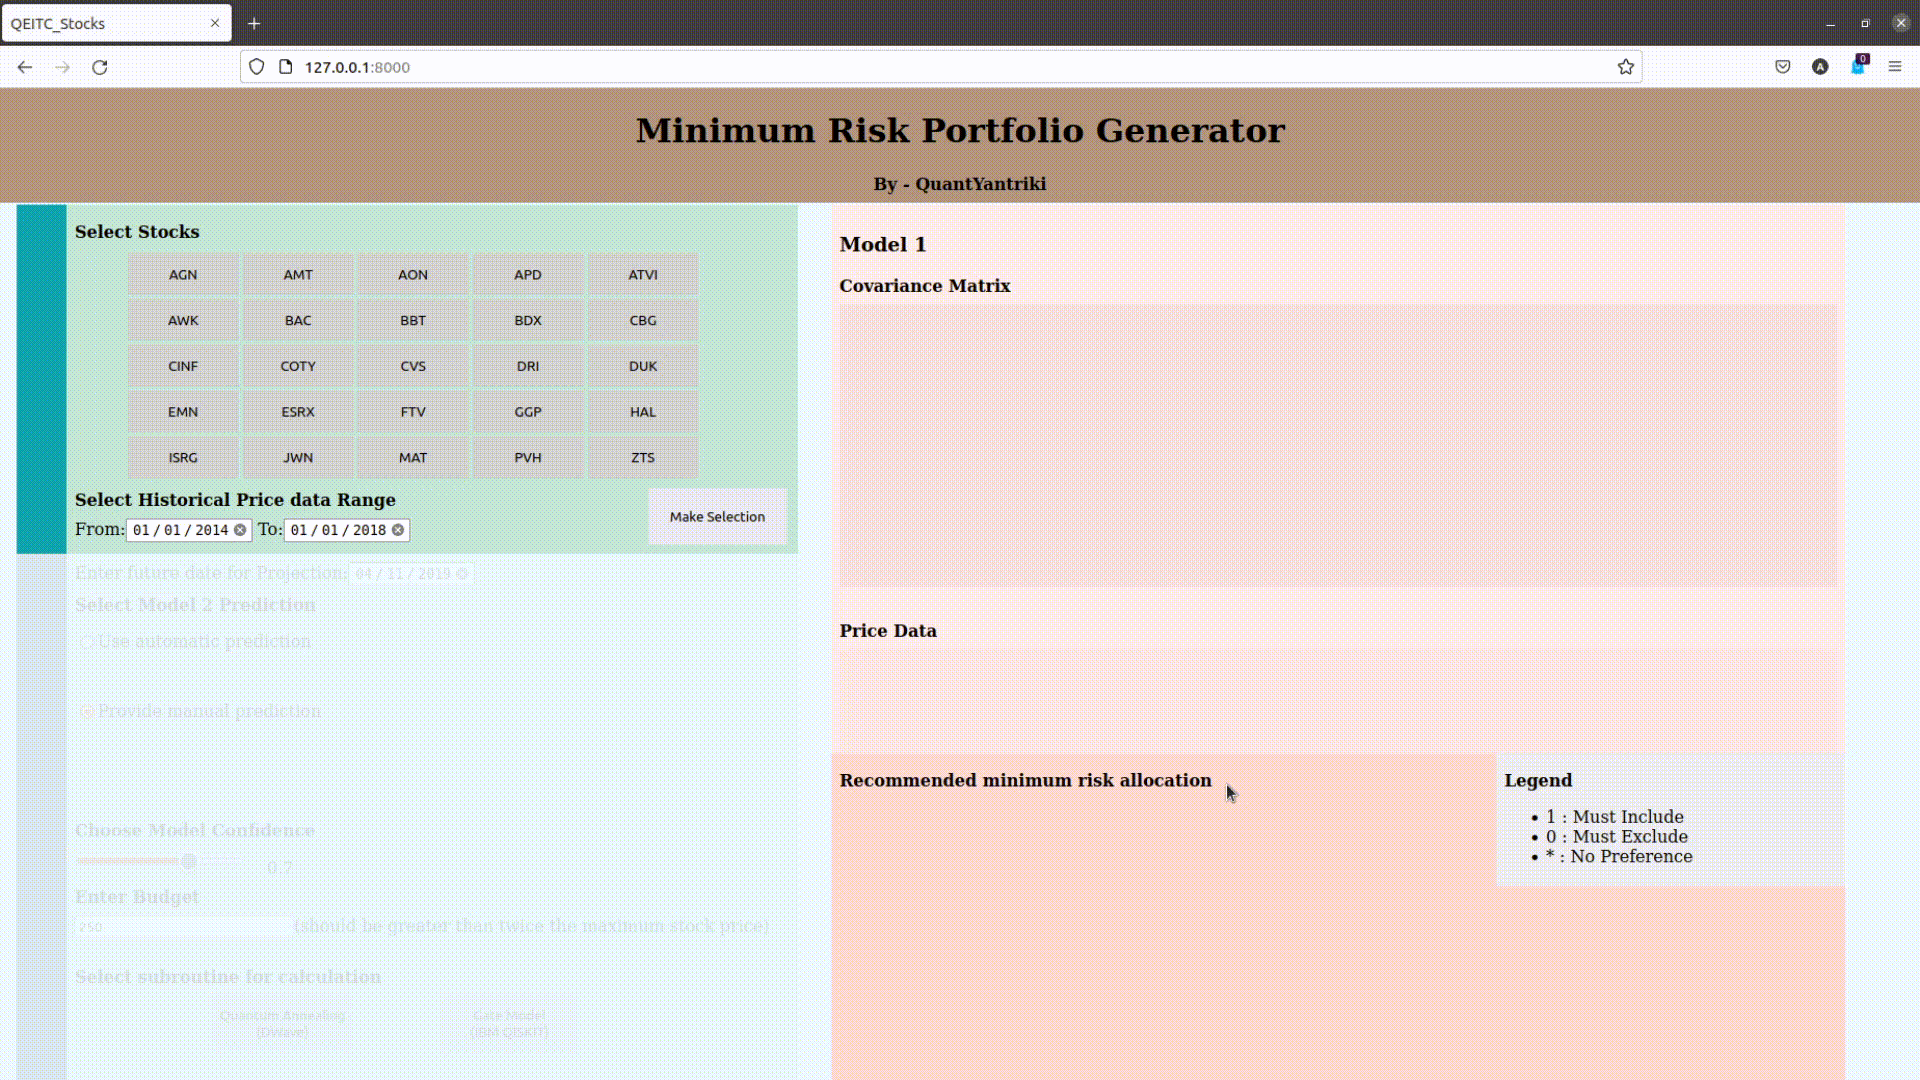 QEITC_Stocks
127.0.0.1:8000
A
0
Minimum Risk Portfolio Generator
By - QuantYantriki
Select Stocks
AGN AMT AON APD ATVI
AWK BAC BBT BDX CBG
CINF COTY CVS DRI DUK
EMN ESRX FTV GGP HAL
ISRG JWN MAT PVH ZTS
Select Historical Price data Range
From: 01 / 01 / 2014 To: 01 / 01 / 2018
Make Selection
Enter future date for Projection: 04 / 11 / 2019
Select Model 2 Prediction
Use automatic prediction
Provide manual prediction
Choose Model Confidence
0.7
Enter Budget
250 (should be greater than twice the maximum stock price)
Select subroutine for calculation
Quantum Annealing
(DWave)
Gate Model
(IBM QISKIT)
Model 1
Covariance Matrix
Price Data
Recommended minimum risk allocation
Legend
• 1 : Must Include
• 0 : Must Exclude
• * : No Preference